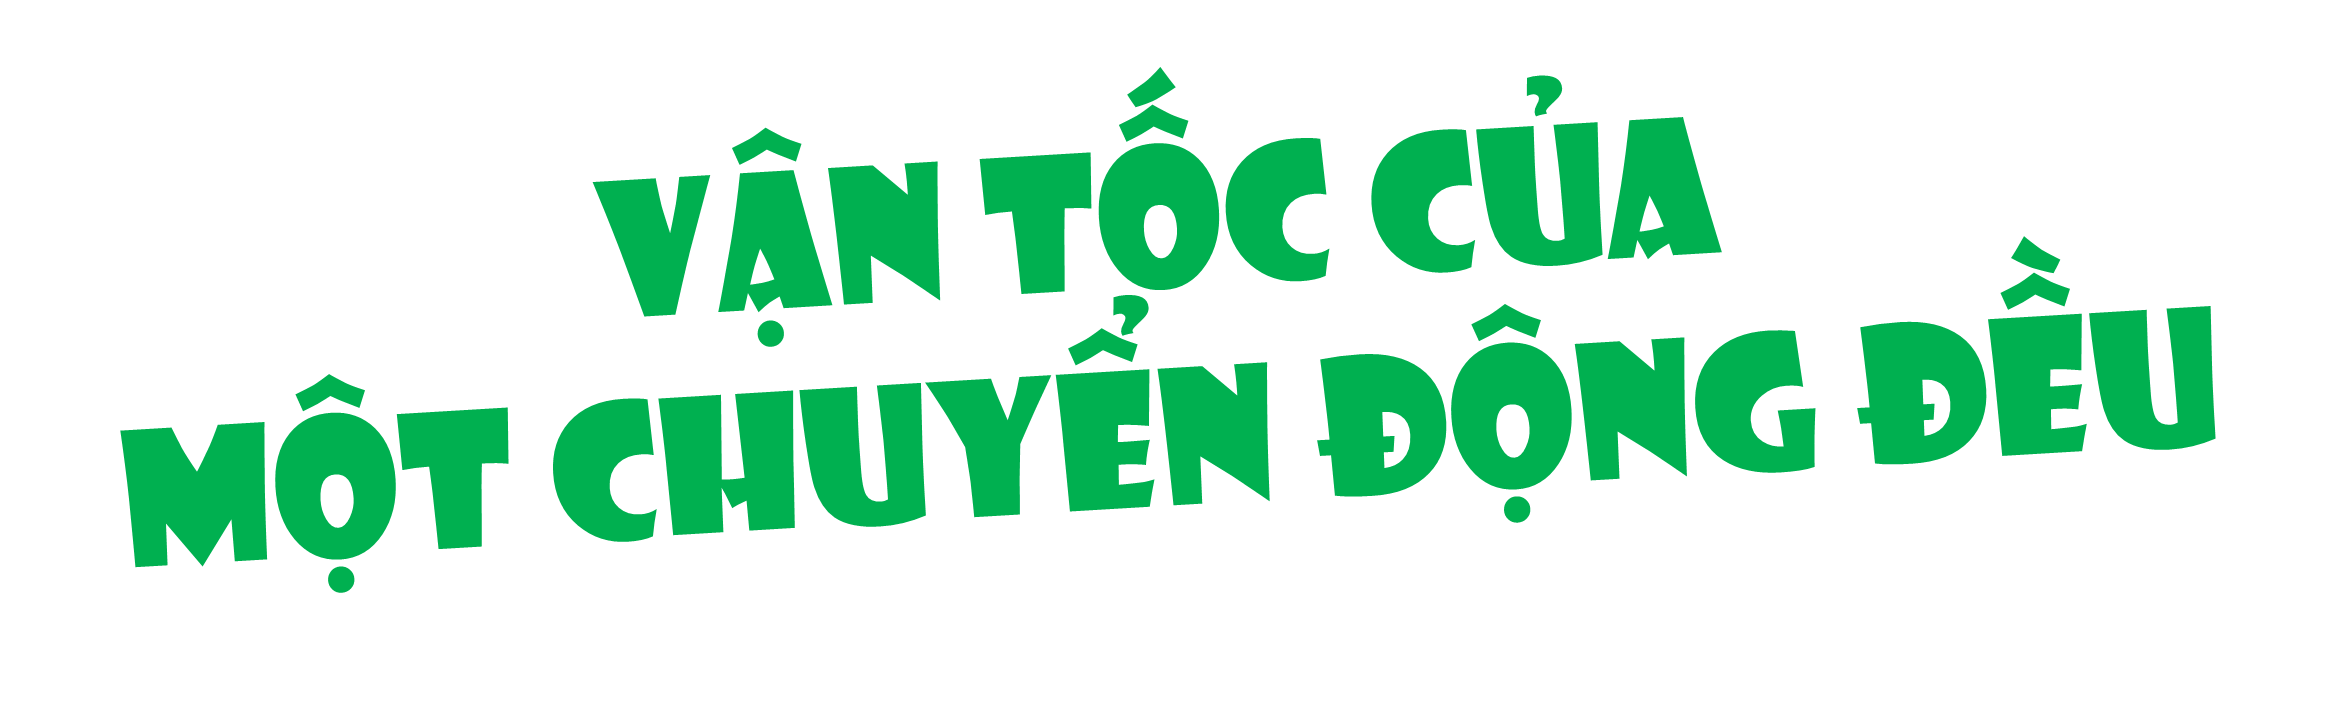 VẬN TỐC CỦA
MỘT CHUYỂN ĐỘNG ĐỀU